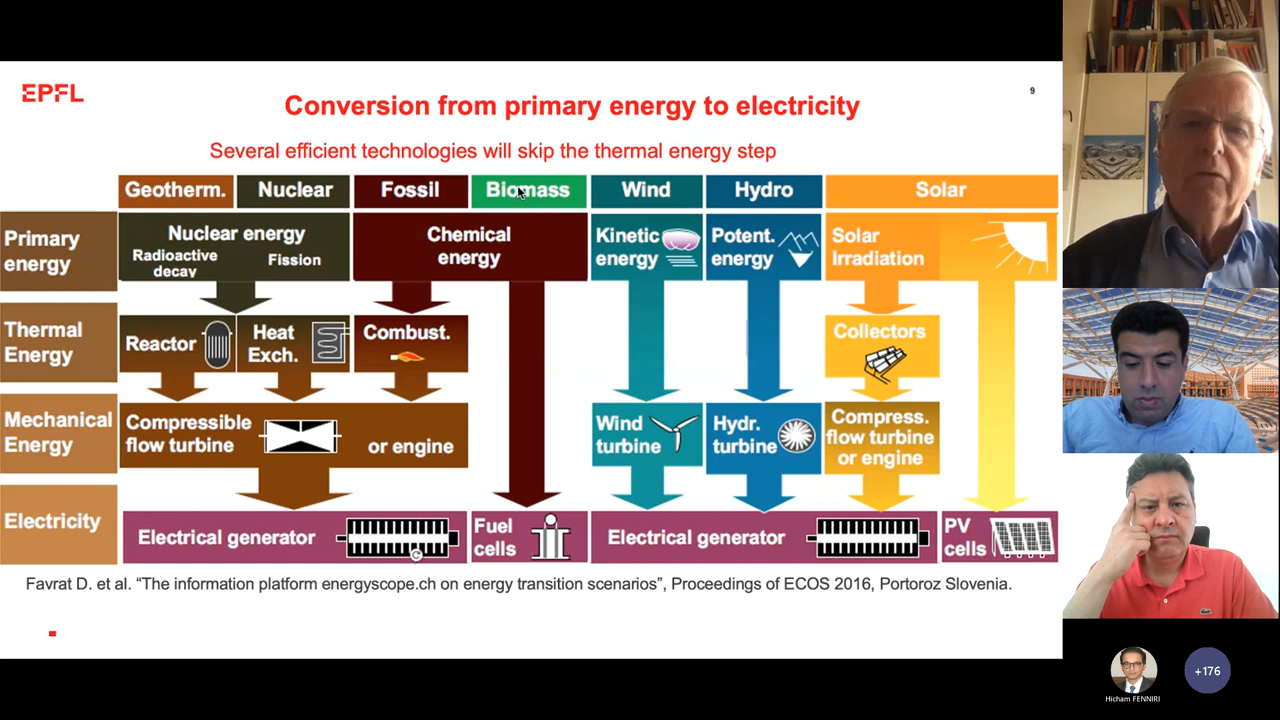 EPFL
9
Conversion from primary energy to electricity
Several efficient technologies will skip the thermal energy step
Geotherm. Nuclear Fossil Biomass Wind Hydro Solar
Primary energy
Nuclear energy
Radioactive decay
Fission
Chemical energy
Kinetic energy
Potent. energy
Solar Irradiation
Thermal Energy
Reactor
Heat Exch.
Combust.
Collectors
Mechanical Energy
Compressible flow turbine
or engine
Wind turbine
Hydr. turbine
Compress. flow turbine or engine
Electricity
Electrical generator
Fuel cells
Electrical generator
PV cells
Favrat D. et al. “The information platform energyscope.ch on energy transition scenarios”, Proceedings of ECOS 2016, Portoroz Slovenia.
Hicham FENNIRI
+176